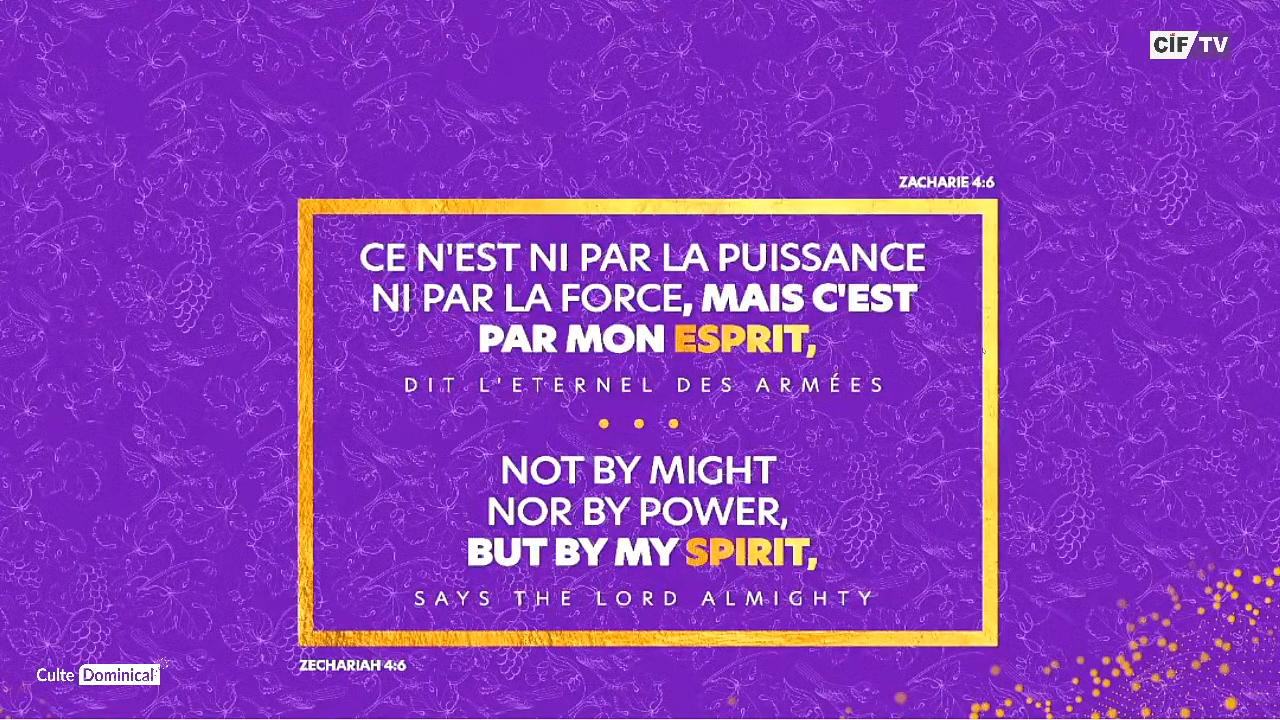 CIF TV
ZACHARIE 4:6
CE N'EST NI PAR LA PUISSANCE
NI PAR LA FORCE, MAIS C'EST
PAR MON ESPRIT,
DIT L'ETERNEL DES ARMÉES
NOT BY MIGHT
NOR BY POWER,
BUT BY MY SPIRIT,
SAYS THE LORD ALMIGHTY
ZECHARIAH 4:6
Culte Dominical